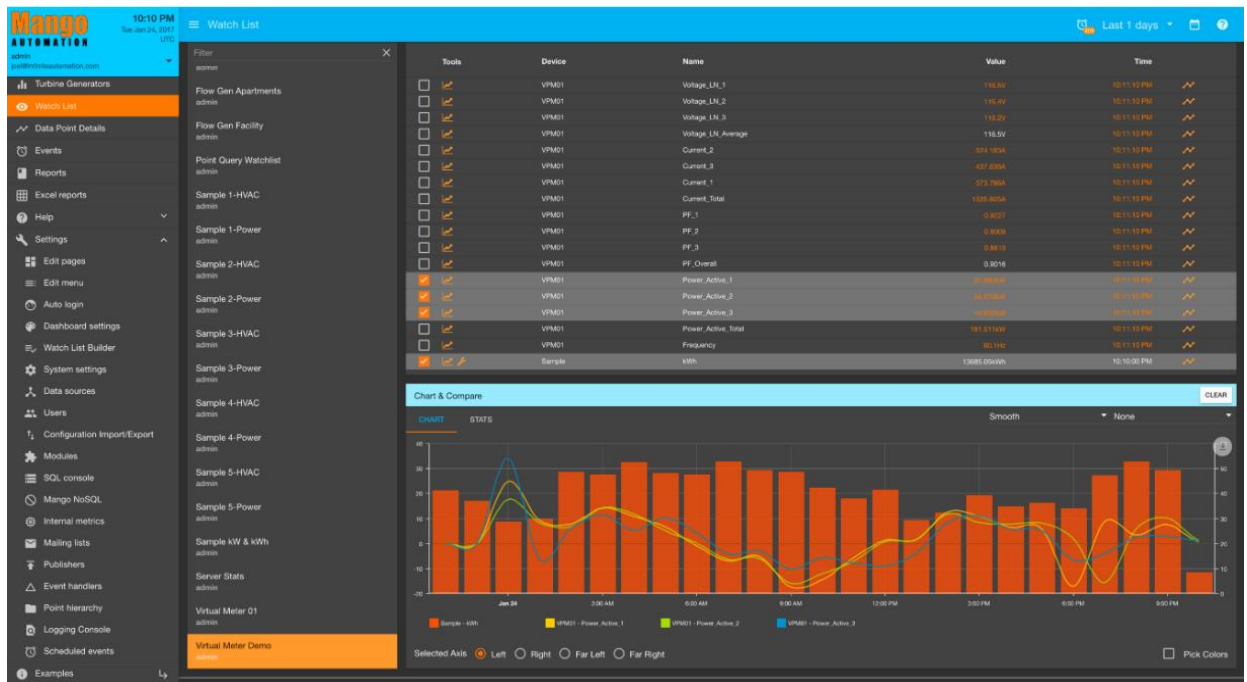 Mango
AUTOMATION
10:10 PM
Tue Jan 24, 2017
UTC
admin
Watch List
Last 1 days
Turbine Generators
Watch List
Data Point Details
Events
Reports
Excel reports
Help
Settings
Edit pages
Edit menu
Auto login
Dashboard settings
Watch List Builder
System settings
Data sources
Users
Configuration Import/Export
Modules
SQL console
Mango NoSQL
Internal metrics
Mailing lists
Publishers
Event handlers
Point hierarchy
Logging Console
Scheduled events
Examples
Filter
admin
Flow Gen Apartments
admin
Flow Gen Facility
admin
Point Query Watchlist
admin
Sample 1-HVAC
admin
Sample 1-Power
admin
Sample 2-HVAC
admin
Sample 2-Power
admin
Sample 3-HVAC
admin
Sample 3-Power
admin
Sample 4-HVAC
admin
Sample 4-Power
admin
Sample 5-HVAC
admin
Sample 5-Power
admin
Sample kW & kWh
admin
Server Stats
admin
Virtual Meter 01
admin
Virtual Meter Demo
admin
Tools Device Name Value Time
VPM01 Voltage_LN_1 10:11:10 PM
VPM01 Voltage_LN_2 116.4V 10:11:10 PM
VPM01 Voltage_LN_3 10:11:10 PM
VPM01 Voltage_LN_Average 116.5V 10:11:10 PM
VPM01 Current_2 10:11:10 PM
VPM01 Current_3 10:11:10 PM
VPM01 Current_1 10:11:10 PM
VPM01 Current_Total 10:11:10 PM
VPM01 PF_1 10:11:10 PM
VPM01 PF_2 10:11:10 PM
VPM01 PF_3 10:11:10 PM
VPM01 PF_Overall 0.9016 10:11:10 PM
VPM01 Power_Active_1
VPM01 Power_Active_2
VPM01 Power_Active_3
VPM01 Power_Active_Total 10:11:10 PM
VPM01 Frequency 60.1Hz 10:11:10 PM
Sample kWh 13685.05kWh 10:10:00 PM
Chart & Compare CLEAR
CHART STATS Smooth None
40
30
20
10
0
-10
-20
50
40
30
20
10
0
Jan 24 3:00 AM 6:00 AM 9:00 AM 12:00 PM 3:00 PM 6:00 PM 9:00 PM
Sample - kWh VPM01 - Power_Active_1 VPM01 - Power_Active_2 VPM01 - Power_Active_3
Selected Axis Left Right Far Left Far Right Pick Colors